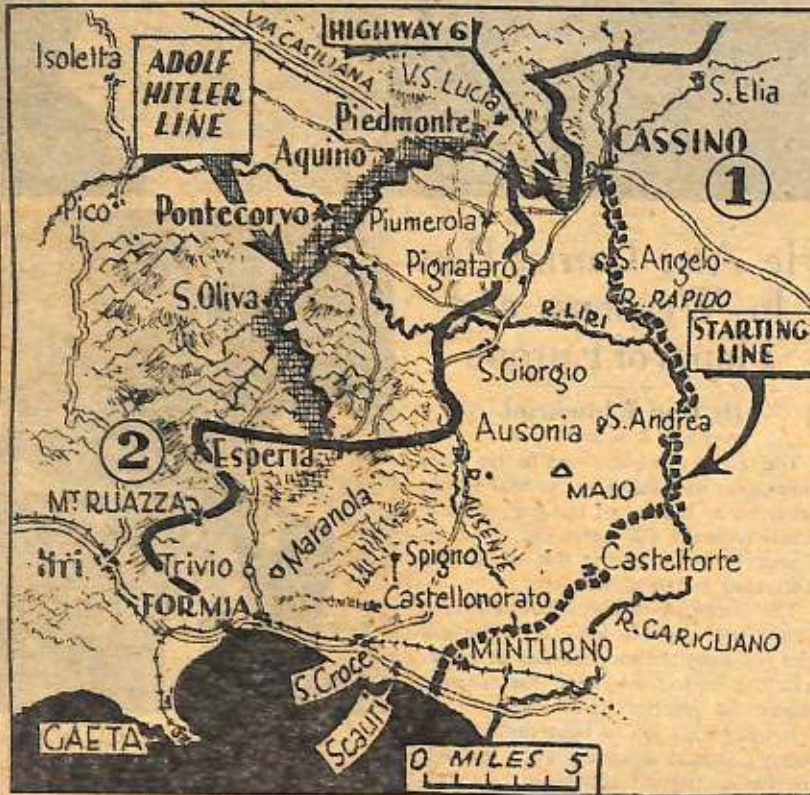 VIA CASILIANA
HIGHWAY 6
Isoletta
ADOLF
HITLER
LINE
V. S. Lucia
S. Elia
Piedmonte
Aquino
CASSINO
1
Pico
Pontecorvo
Piumerola
Pignataro
S. Angelo
R. RAPIDO
S. Oliva
R. LIRI
STARTING
LINE
S. Giorgio
Ausonia
S. Andrea
2
Esperia
MAJO
MT RUAZZA
Maranola
AUSENTE
Itri
Trivio
Spigno
Castelforte
FORMIA
Castellonorato
R. GARIGLIANO
MINTURNO
S. Croce
GAETA
Scauri
0 MILES 5